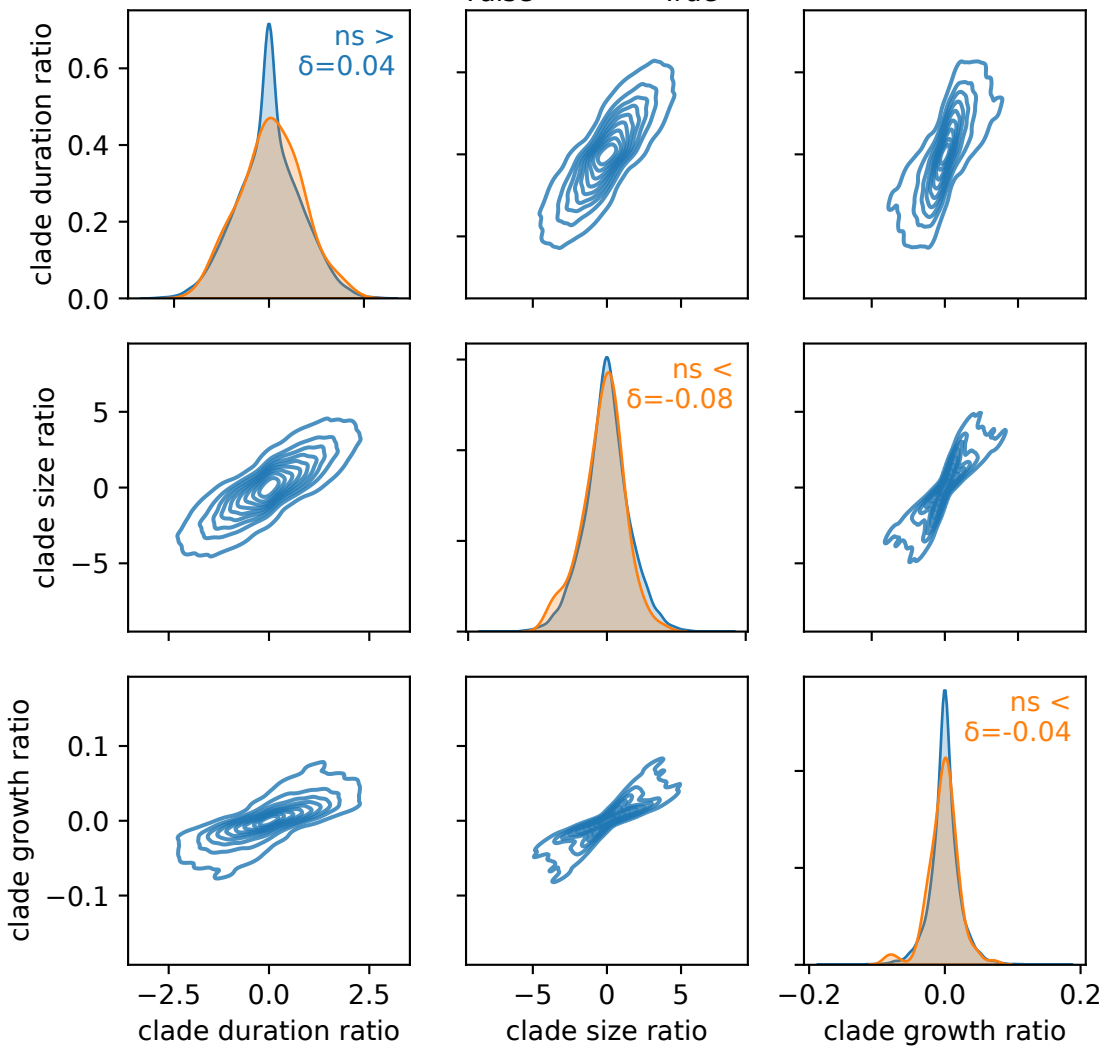 clade duration ratio
0.6
0.4
0.2
0.0
ns >
δ=0.04
clade size ratio
5
0
−5
ns <
δ=-0.08
clade growth ratio
0.1
0.0
−0.1
ns <
δ=-0.04
−2.5 0.0 2.5
−5 0 5
−0.2 0.0 0.2
clade duration ratio
clade size ratio
clade growth ratio